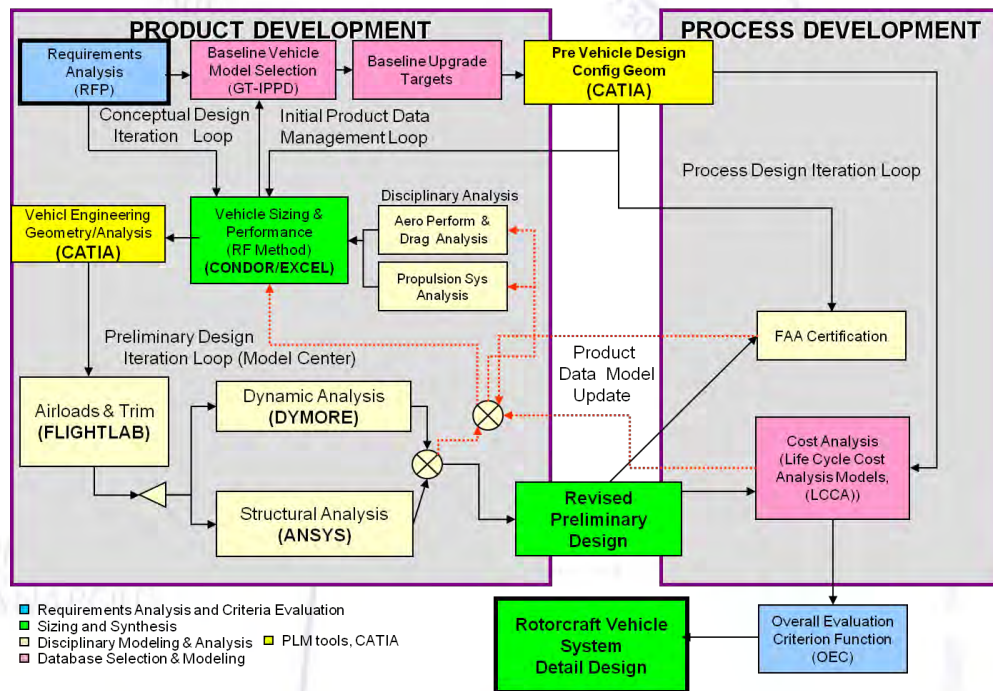 PRODUCT DEVELOPMENT
PROCESS DEVELOPMENT
Requirements
Analysis
(RFP)
Baseline Vehicle
Model Selection
(GT-IPPD)
Baseline Upgrade
Targets
Pre Vehicle Design
Config Geom
(CATIA)
Conceptual Design
Iteration Loop
Initial Product Data
Management Loop
Process Design Iteration Loop
Disciplinary Analysis
Vehicl Engineering
Geometry/Analysis
(CATIA)
Vehicle Sizing &
Performance
(RF Method)
(CONDOR/EXCEL)
Aero Perform &
Drag Analysis
Propulsion Sys
Analysis
FAA Certification
Preliminary Design
Iteration Loop (Model Center)
Product
Data Model
Update
Airloads & Trim
(FLIGHTLAB)
Dynamic Analysis
(DYMORE)
Structural Analysis
(ANSYS)
Cost Analysis
(Life Cycle Cost
Analysis Models,
(LCCA))
Revised
Preliminary
Design
Requirements Analysis and Criteria Evaluation
Sizing and Synthesis
Disciplinary Modeling & Analysis
PLM tools, CATIA
Database Selection & Modeling
Rotorcraft Vehicle
System
Detail Design
Overall Evaluation
Criterion Function
(OEC)